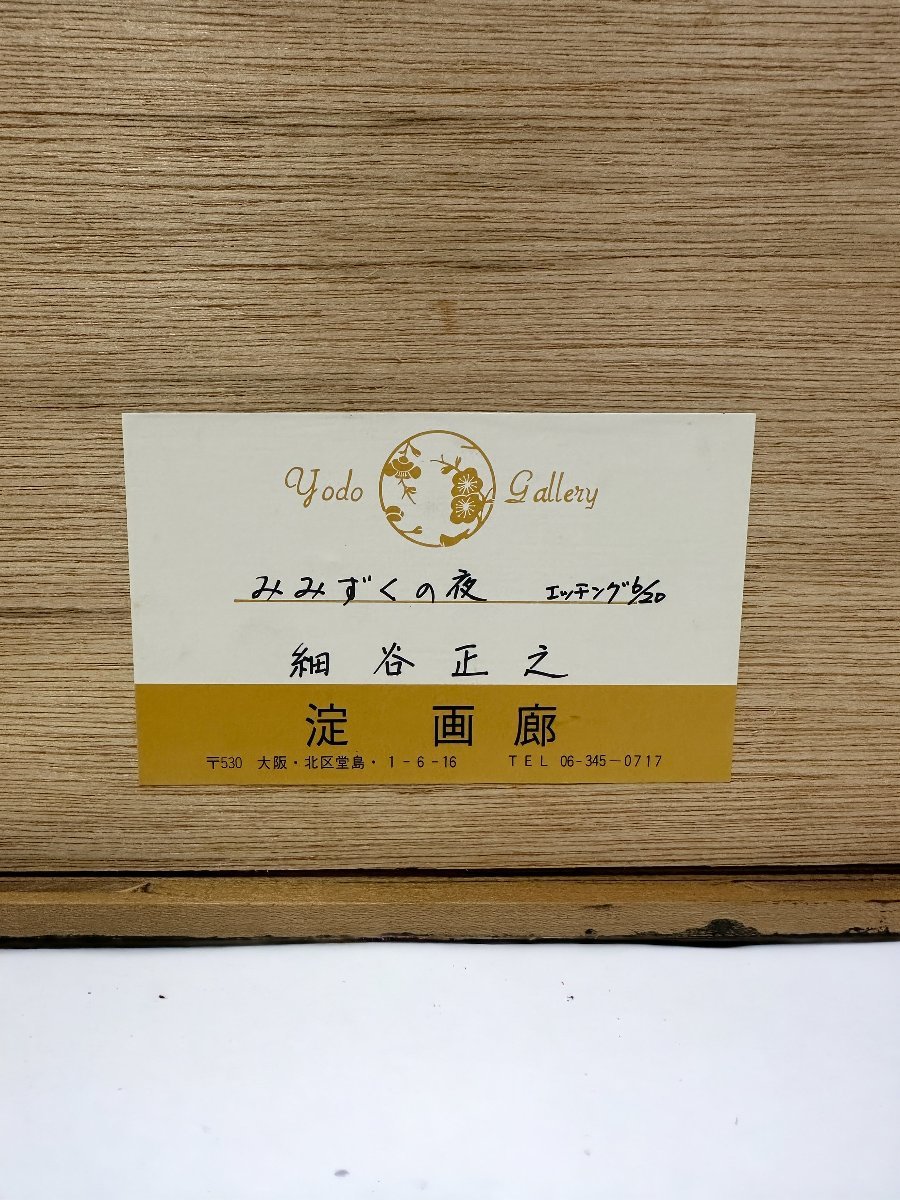 Yodo Gallery
みみずくの夜 エッチング6/20
細谷正之
淀画廊
〒530 大阪・北区堂島・1-6-16 TEL 06-345-0717